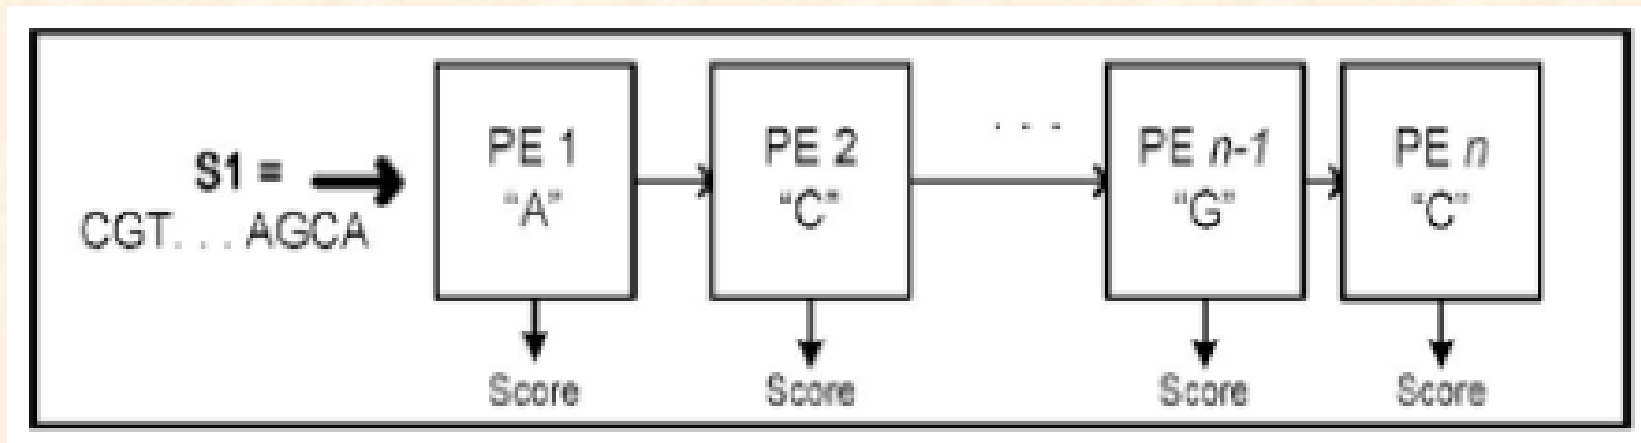 S1 =
CGT. . . AGCA
PE 1
"A"
PE 2
"C"
. . .
PE n-1
"G"
PE n
"C"
Score
Score
Score
Score